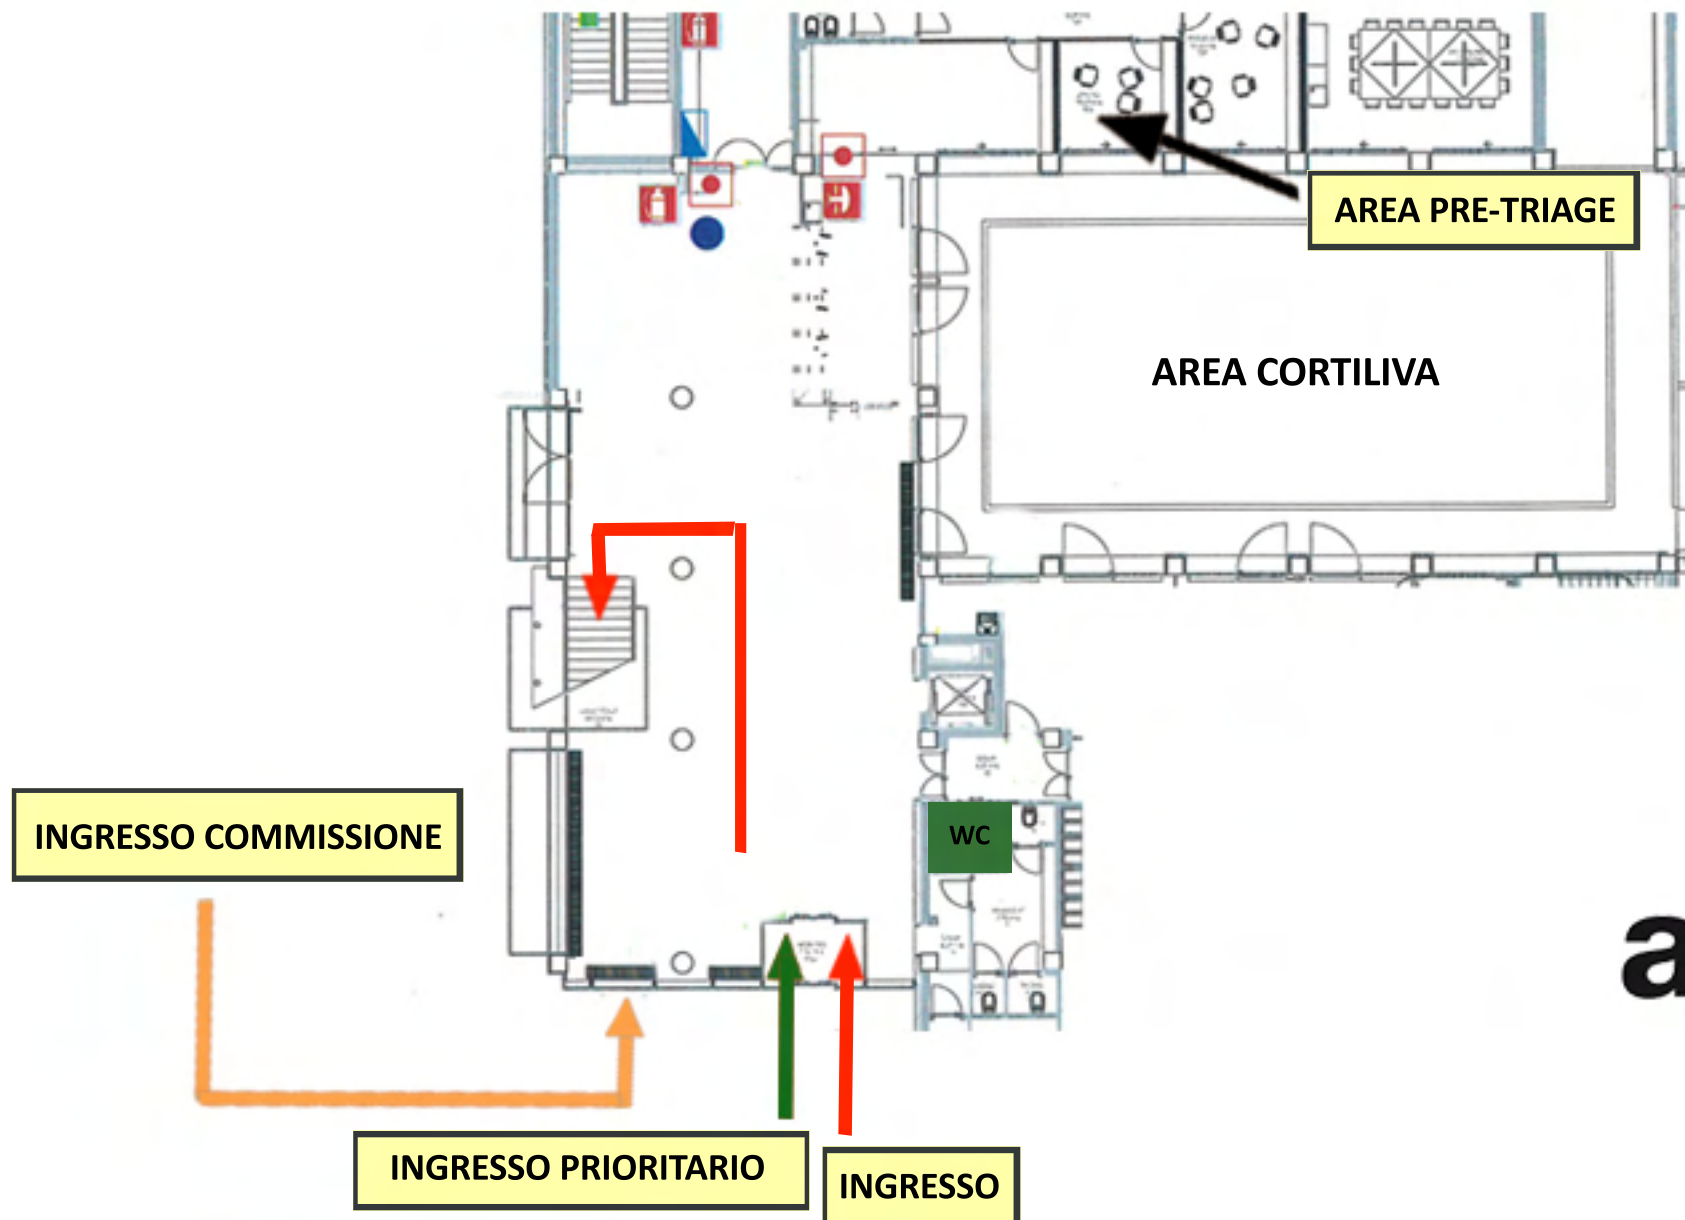 AREA PRE-TRIAGE
AREA CORTILIVA
INGRESSO COMMISSIONE
WC
a
INGRESSO PRIORITARIO
INGRESSO